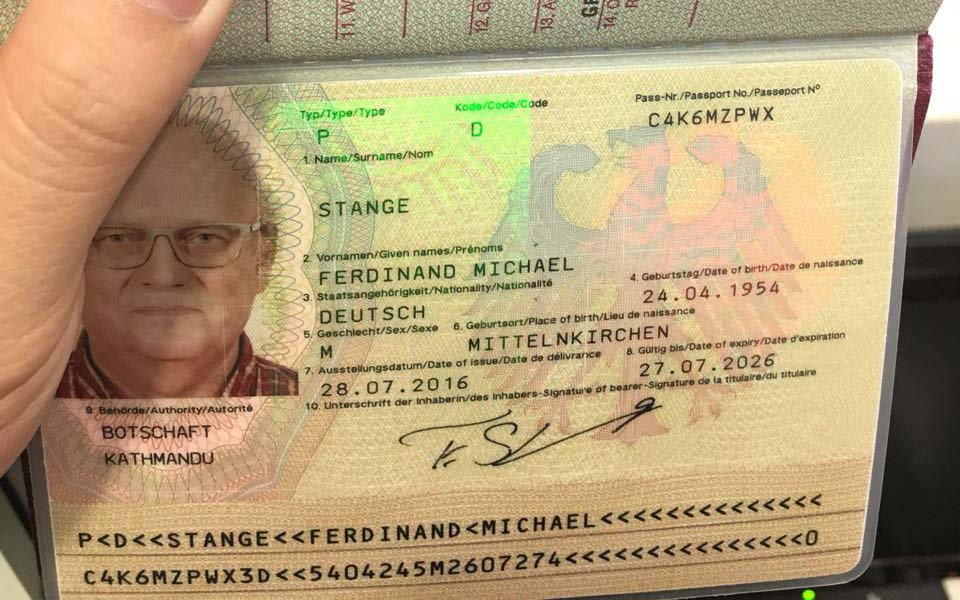 11. W
12. G
13. A
14. O
Typ/Type/Type Kode/Code/Code Pass-Nr./Passport No./Passeport Nº
P D C4K6MZPWX
1. Name/Surname/Nom
STANGE
2. Vornamen/Given names/Prénoms
FERDINAND MICHAEL
3. Staatsangehörigkeit/Nationality/Nationalité 4. Geburtstag/Date of birth/Date de naissance
DEUTSCH 24.04.1954
5. Geschlecht/Sex/Sexe 6. Geburtsort/Place of birth/Lieu de naissance
M MITTELNKIRCHEN
7. Ausstellungsdatum/Date of issue/Date de délivrance 8. Gültig bis/Date of expiry/Date d'expiration
28.07.2016 27.07.2026
9. Behörde/Authority/Autorité 10. Unterschrift der Inhaberin/des Inhabers-Signature of bearer-Signature de la titulaire/du titulaire
BOTSCHAFT
KATHMANDU
P<D<<STANGE<<FERDINAND<MICHAEL<<<<<<<<<<<<<<
C4K6MZPWX3D<<5404245M2607274<<<<<<<<<<<<<<<0